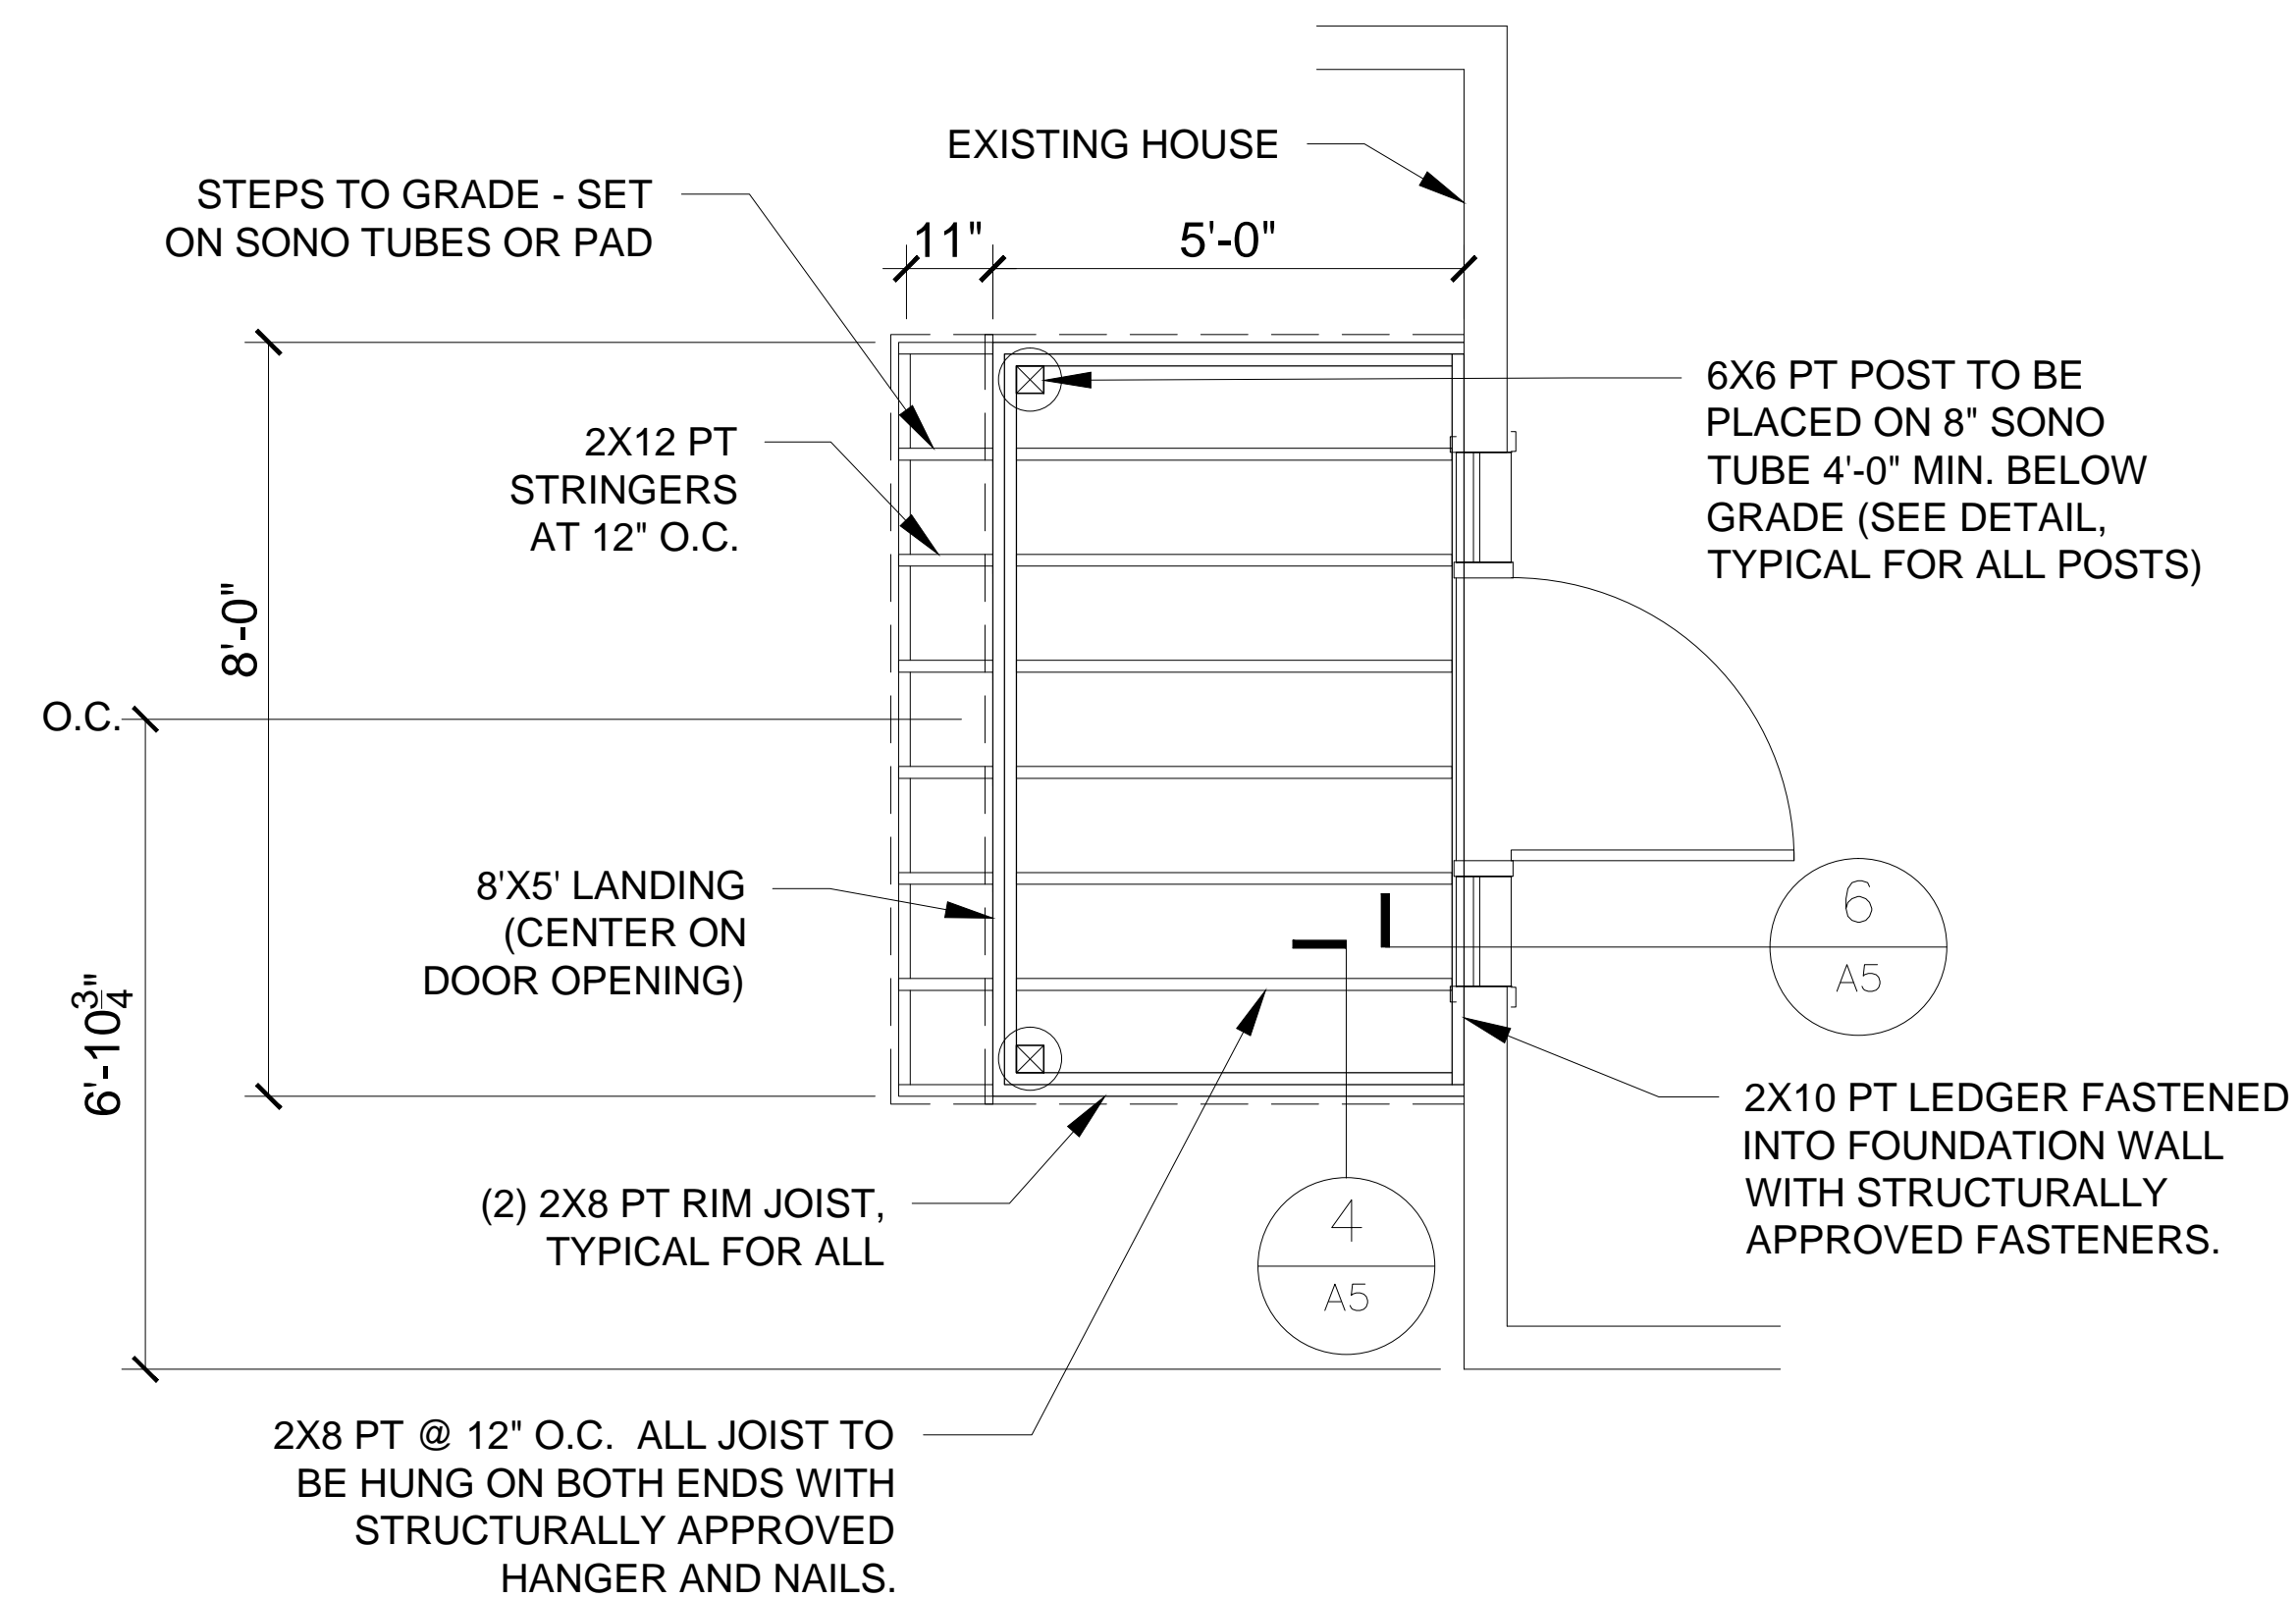 EXISTING HOUSE
STEPS TO GRADE - SET
ON SONO TUBES OR PAD
11"
5'-0"
6X6 PT POST TO BE
PLACED ON 8" SONO
TUBE 4'-0" MIN. BELOW
GRADE (SEE DETAIL,
TYPICAL FOR ALL POSTS)
2X12 PT
STRINGERS
AT 12" O.C.
8'-0"
O.C.
8'X5' LANDING
(CENTER ON
DOOR OPENING)
6
A5
6'-10 3/4"
2X10 PT LEDGER FASTENED
INTO FOUNDATION WALL
WITH STRUCTURALLY
APPROVED FASTENERS.
(2) 2X8 PT RIM JOIST,
TYPICAL FOR ALL
4
A5
2X8 PT @ 12" O.C.  ALL JOIST TO
BE HUNG ON BOTH ENDS WITH
STRUCTURALLY APPROVED
HANGER AND NAILS.